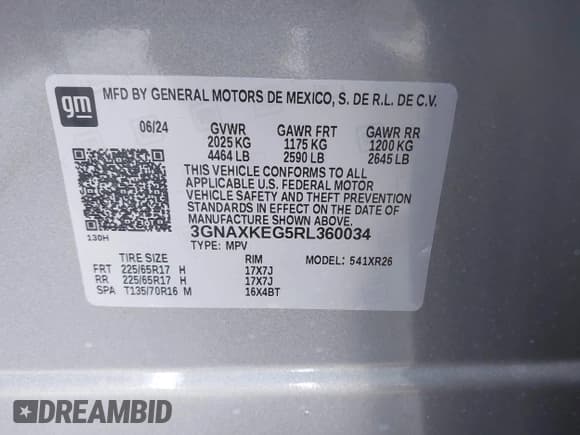 gm
MFD BY GENERAL MOTORS DE MEXICO, S. DE R.L. DE C.V.
06/24 GVWR GAWR FRT GAWR RR
2025 KG 1175 KG 1200 KG
4464 LB 2590 LB 2645 LB
THIS VEHICLE CONFORMS TO ALL
APPLICABLE U.S. FEDERAL MOTOR
VEHICLE SAFETY AND THEFT PREVENTION
STANDARDS IN EFFECT ON THE DATE OF
MANUFACTURE SHOWN ABOVE.
130H 3GNAXKEG5RL360034
TYPE: MPV
TIRE SIZE RIM MODEL: 541XR26
FRT 225/65R17 H 17X7J
RR 225/65R17 H 17X7J
SPA T135/70R16 M 16X4BT
DREAMBID